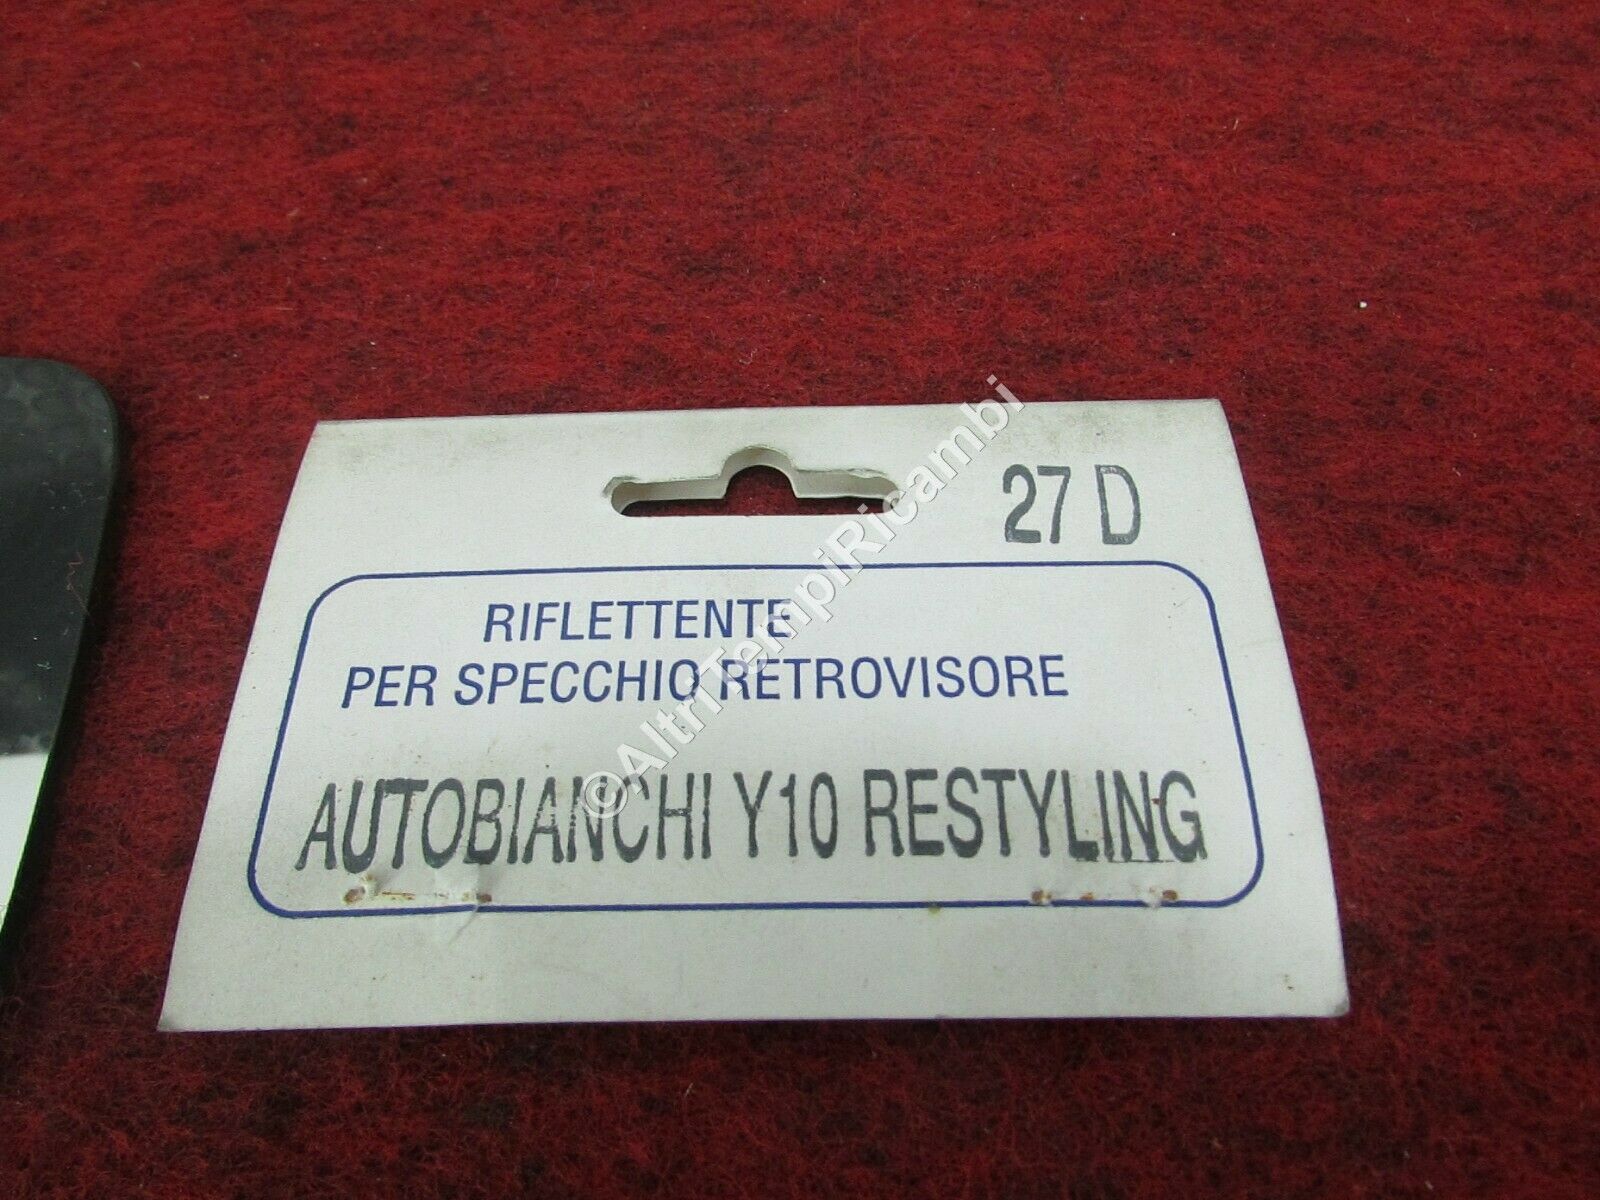 27 D
RIFLETTENTE
PER SPECCHIO RETROVISORE
AUTOBIANCHI Y10 RESTYLING
©AltriTempiRicambi